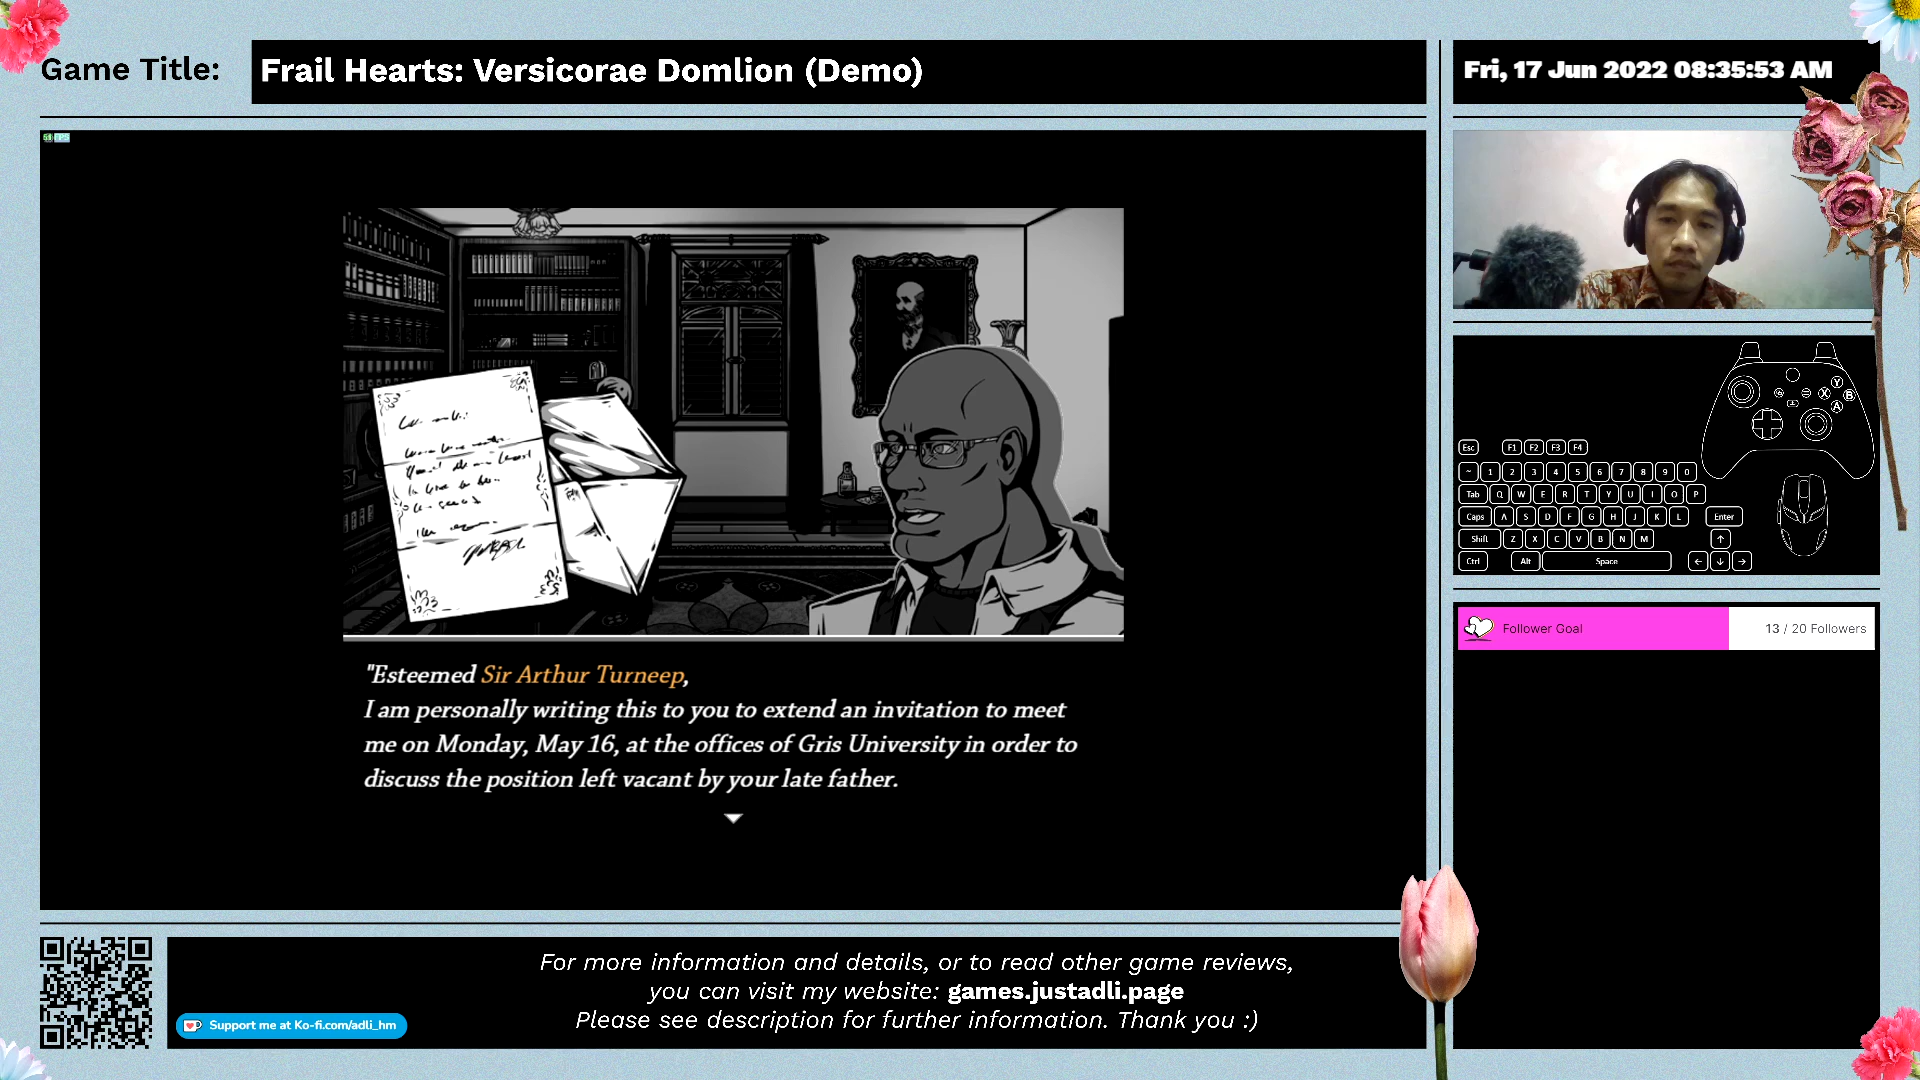 Game Title:
Frail Hearts: Versicorae Domlion (Demo)
Fri, 17 Jun 2022 08:35:53 AM
"Esteemed Sir Arthur Turneep,
I am personally writing this to you to extend an invitation to meet
me on Monday, May 16, at the offices of Gris University in order to
discuss the position left vacant by your late father.
Y
X B
A
Esc F1 F2 F3 F4
~ 1 2 3 4 5 6 7 8 9 0
Tab Q W E R T Y U I O P
Caps A S D F G H J K L Enter
Shift Z X C V B N M ↑
Ctrl Alt Space ← ↓ →
Follower Goal 13 / 20 Followers
For more information and details, or to read other game reviews,
you can visit my website: games.justadli.page
Please see description for further information. Thank you :)
Support me at Ko-fi.com/adli_hm